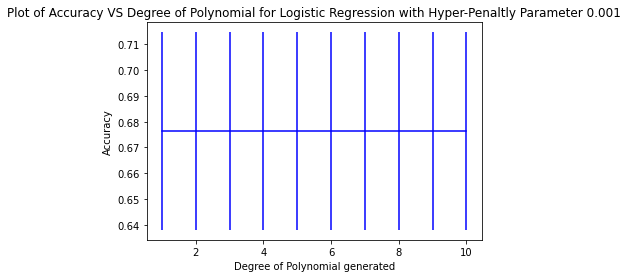 Plot of Accuracy VS Degree of Polynomial for Logistic Regression with Hyper-Penaltly Parameter 0.001
0.71
0.70
0.69
0.68
0.67
0.66
0.65
0.64
Accuracy
2 4 6 8 10
Degree of Polynomial generated